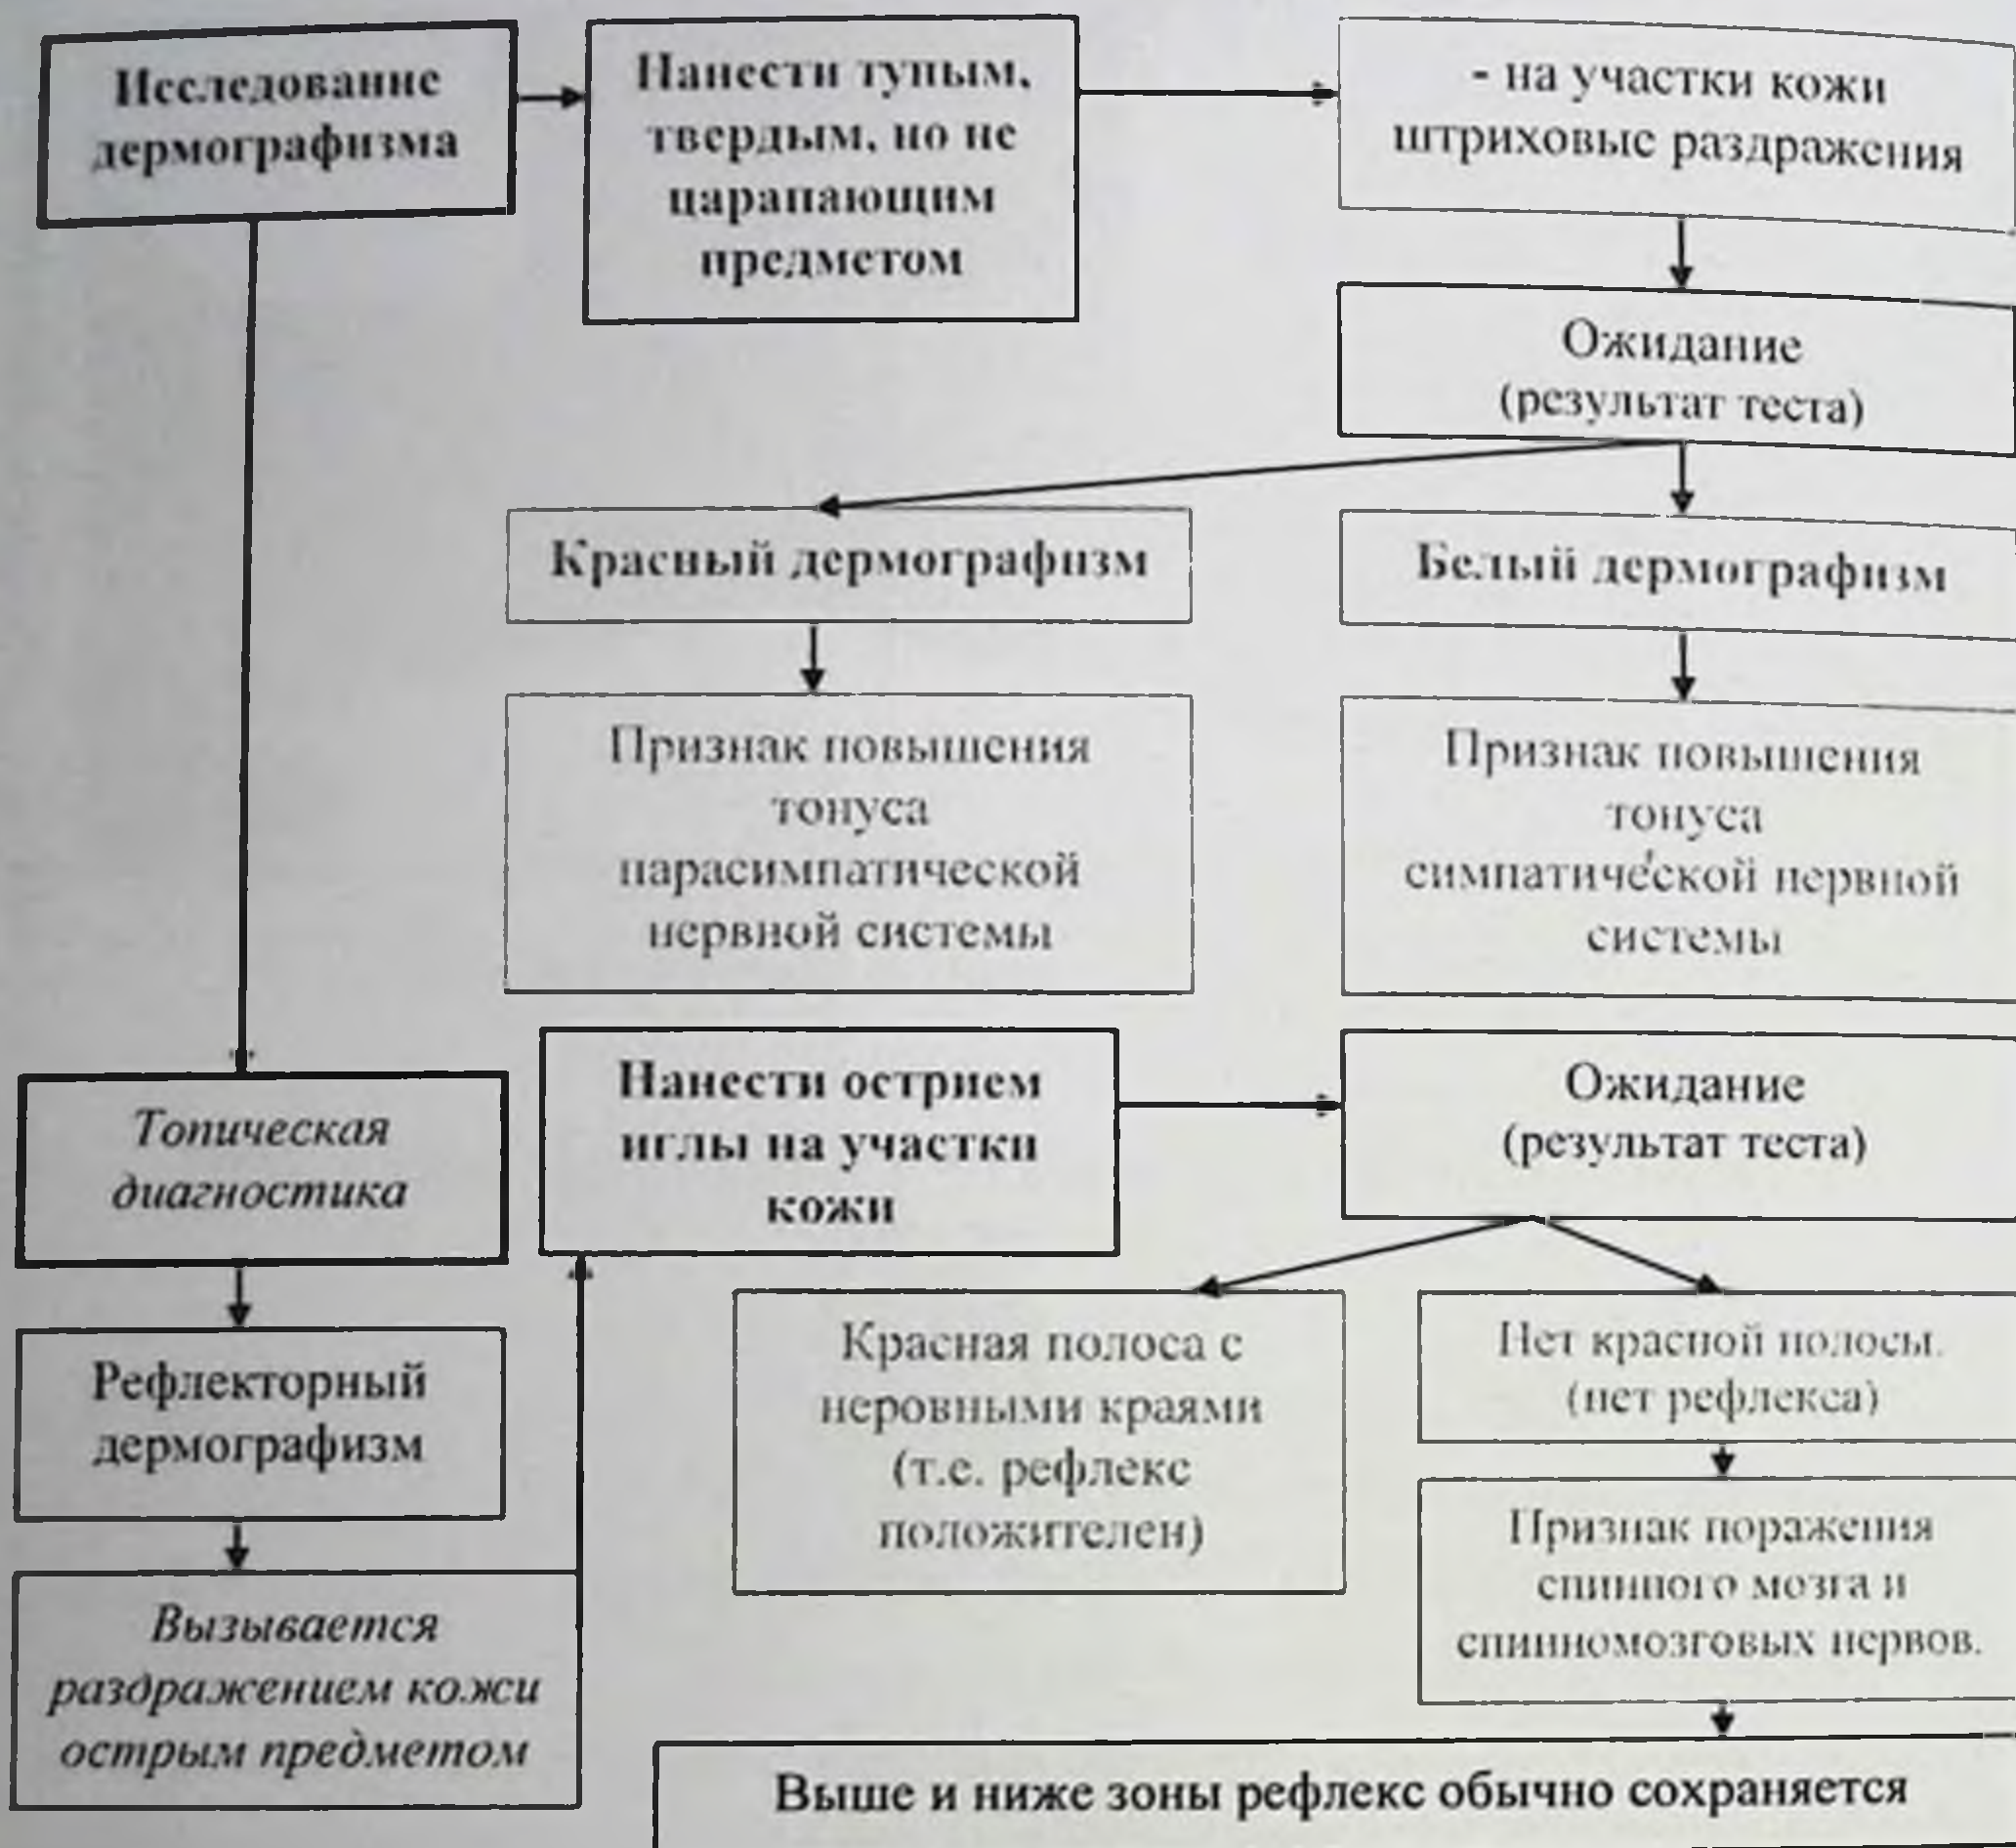 Исследование
дермографизма
Нанести тупым,
твердым, но не
царапающим
предметом
- на участки кожи
штриховые раздражения
Ожидание
(результат теста)
Красный дермографизм
Белый дермографизм
Признак повышения
тонуса
парасимпатической
нервной системы
Признак повышения
тонуса
симпатической нервной
системы
Топическая
диагностика
Рефлекторный
дермографизм
Вызывается
раздражением кожи
острым предметом
Нанести острием
иглы на участки
кожи
Ожидание
(результат теста)
Красная полоса с
неровными краями
(т.е. рефлекс
положителен)
Нет красной полосы.
(нет рефлекса)
Признак поражения
спинного мозга и
спинномозговых нервов.
Выше и ниже зоны рефлекс обычно сохраняется